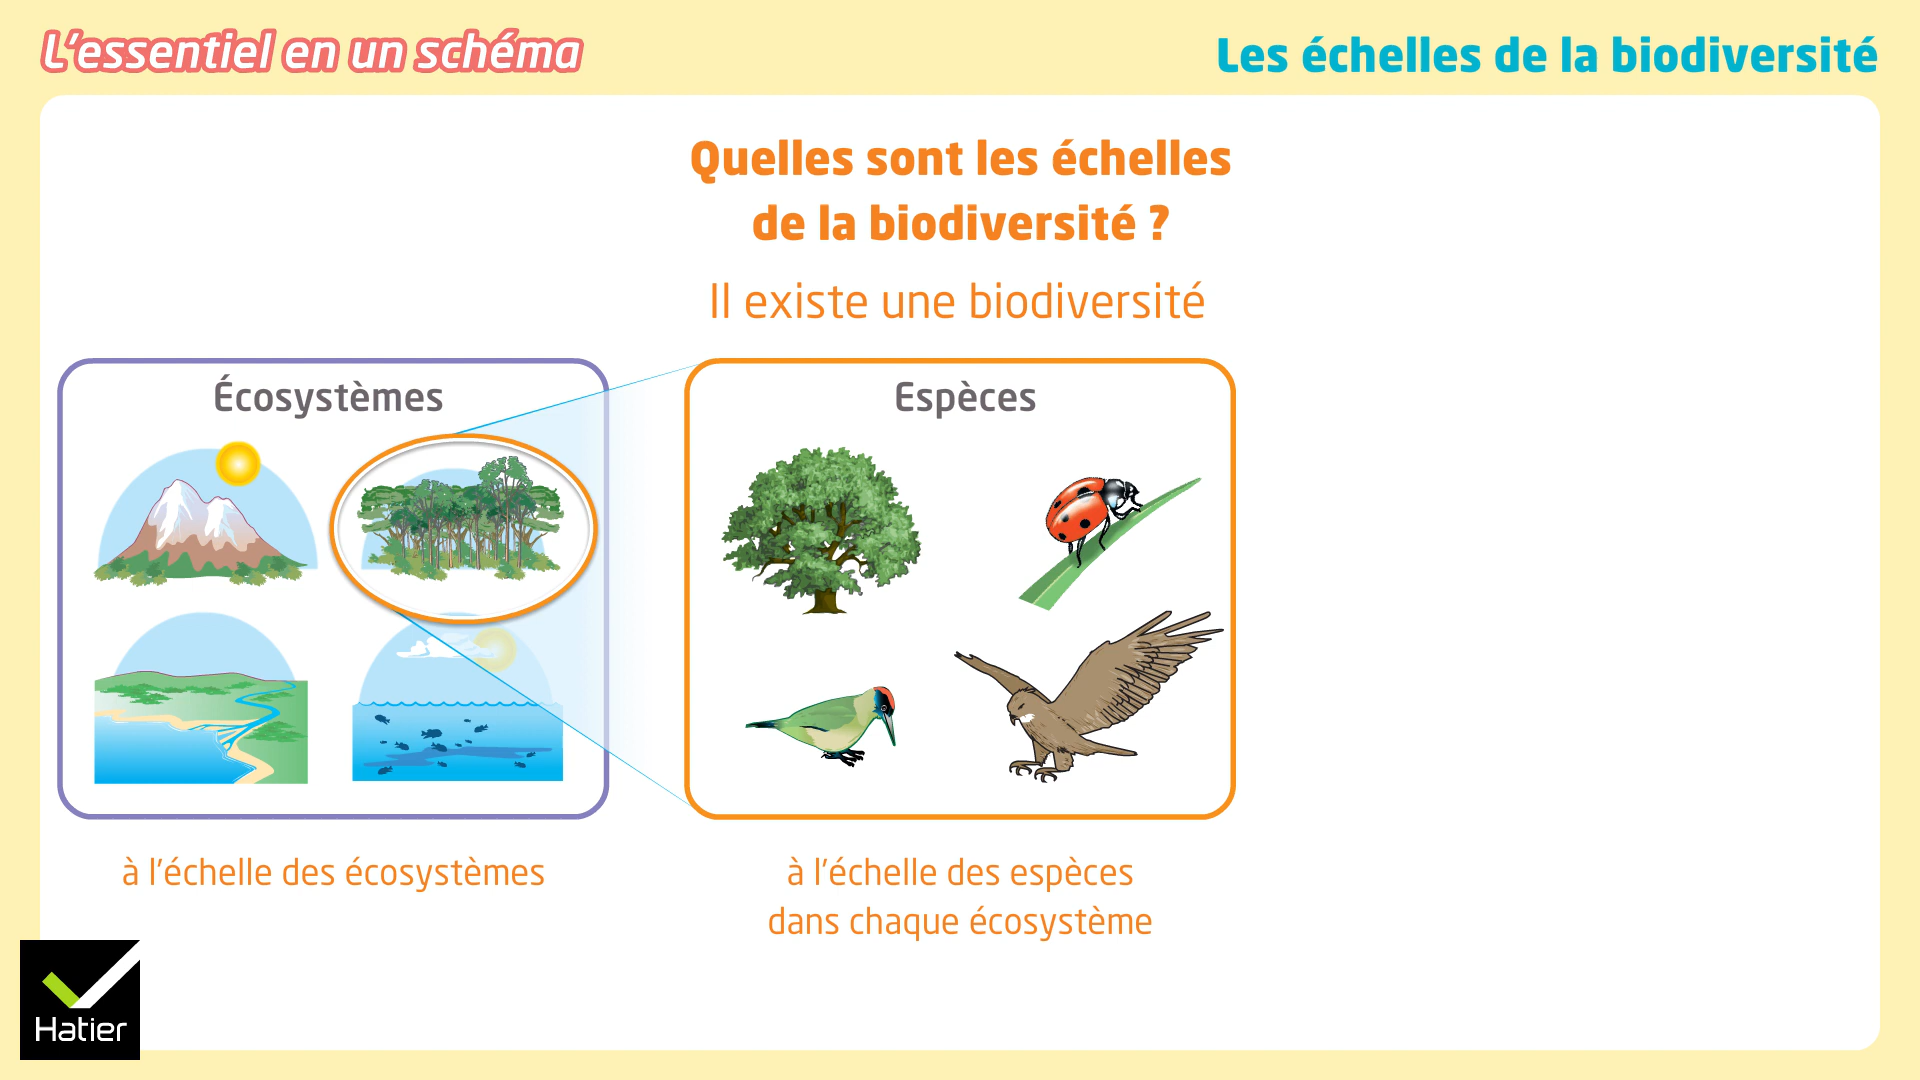 L'essentiel en un schéma
Les échelles de la biodiversité
Quelles sont les échelles
de la biodiversité ?
Il existe une biodiversité
Écosystèmes
Espèces
à l'échelle des écosystèmes
à l'échelle des espèces
dans chaque écosystème
Hatier